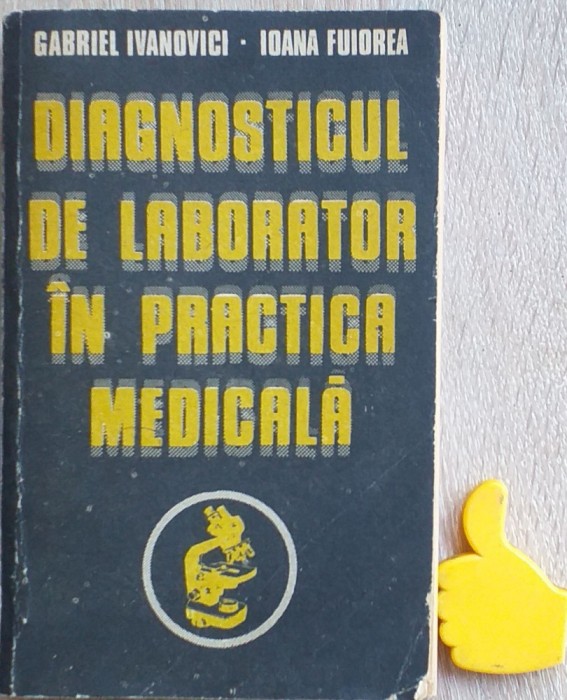 GABRIEL IVANOVICI · IOANA FUIOREA
DIAGNOSTICUL
DE LABORATOR
ÎN PRACTICA
MEDICALĂ